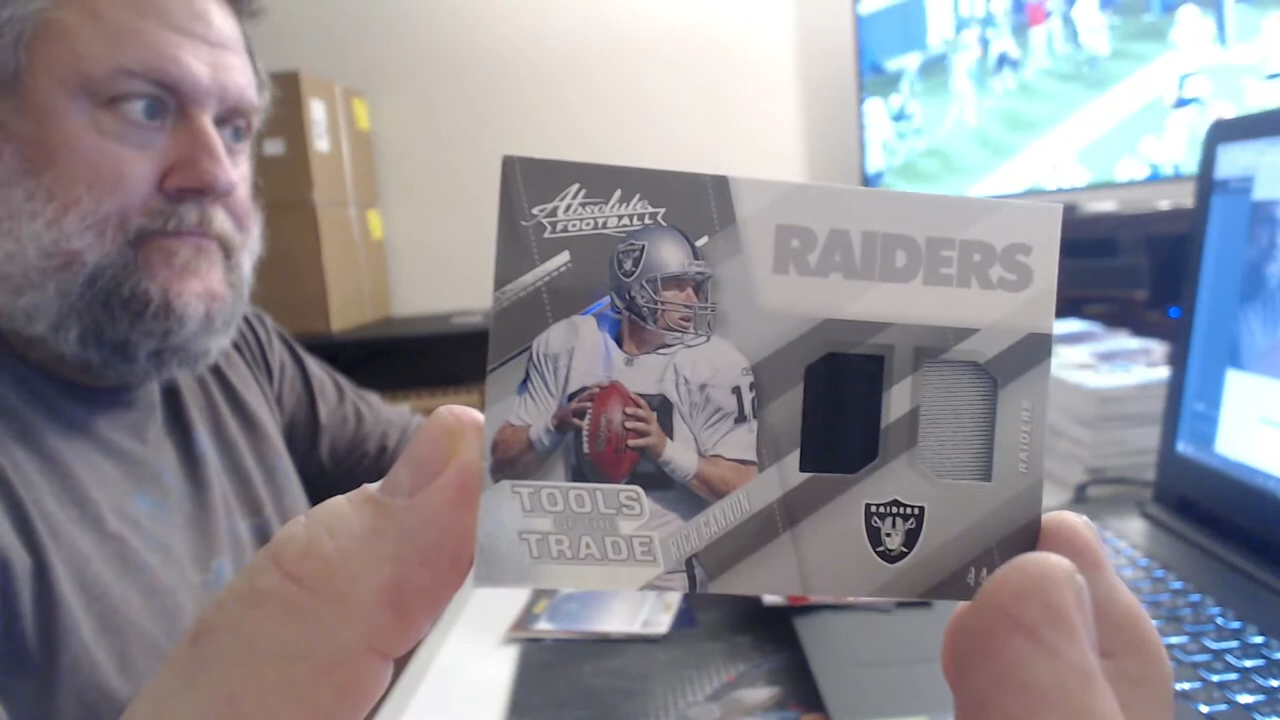 Absolute
FOOTBALL
RAIDERS
12
RAIDERS
TOOLS
OF THE
TRADE
RICH GANNON
RAIDERS